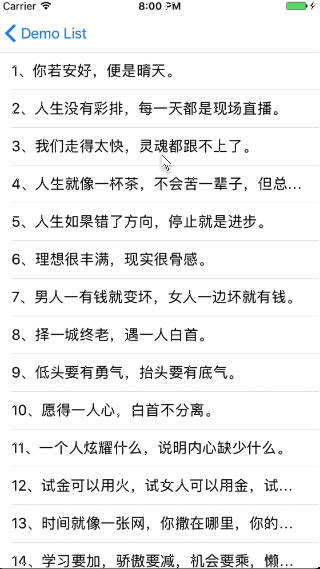 Carrier 8:00 PM
Demo List
1、你若安好，便是晴天。
2、人生没有彩排，每一天都是现场直播。
3、我们走得太快，灵魂都跟不上了。
4、人生就像一杯茶，不会苦一辈子，但总...
5、人生如果错了方向，停止就是进步。
6、理想很丰满，现实很骨感。
7、男人一有钱就变坏，女人一边坏就有钱。
8、择一城终老，遇一人白首。
9、低头要有勇气，抬头要有底气。
10、愿得一人心，白首不分离。
11、一个人炫耀什么，说明内心缺少什么。
12、试金可以用火，试女人可以用金，试...
13、时间就像一张网，你撒在哪里，你的...
14、学习要加，骄傲要减，机会要乘，懒...